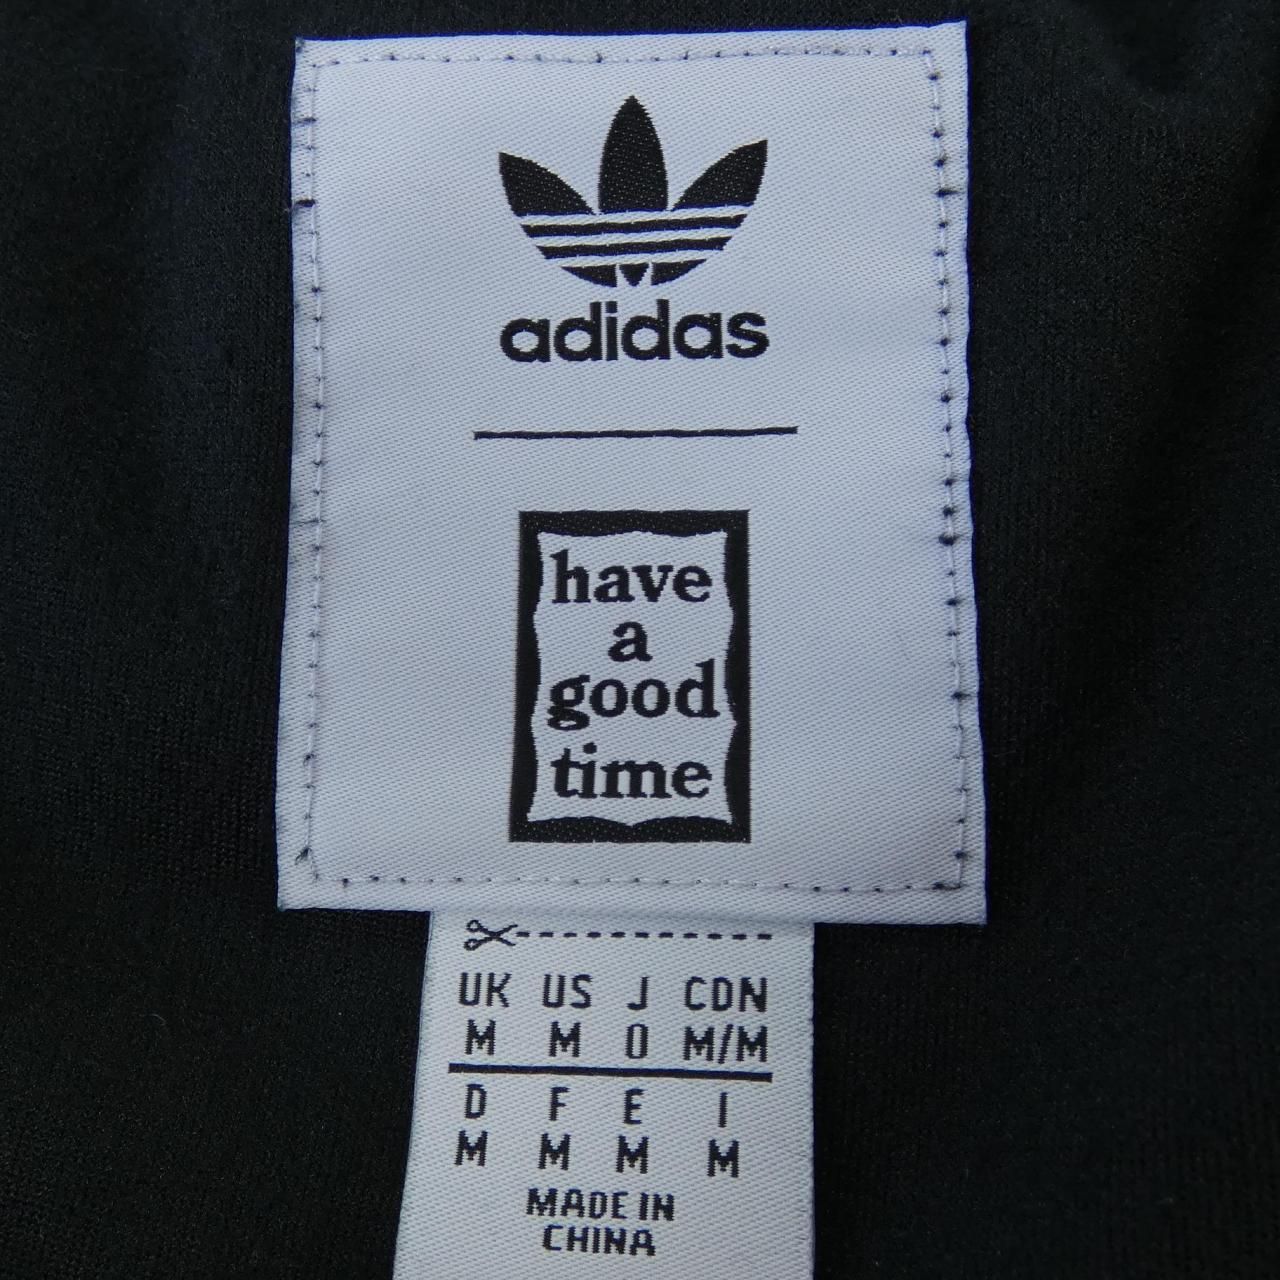 adidas
have
a
good
time
UK US J CDN
M M O M/M
D F E I
M M M M
MADE IN
CHINA